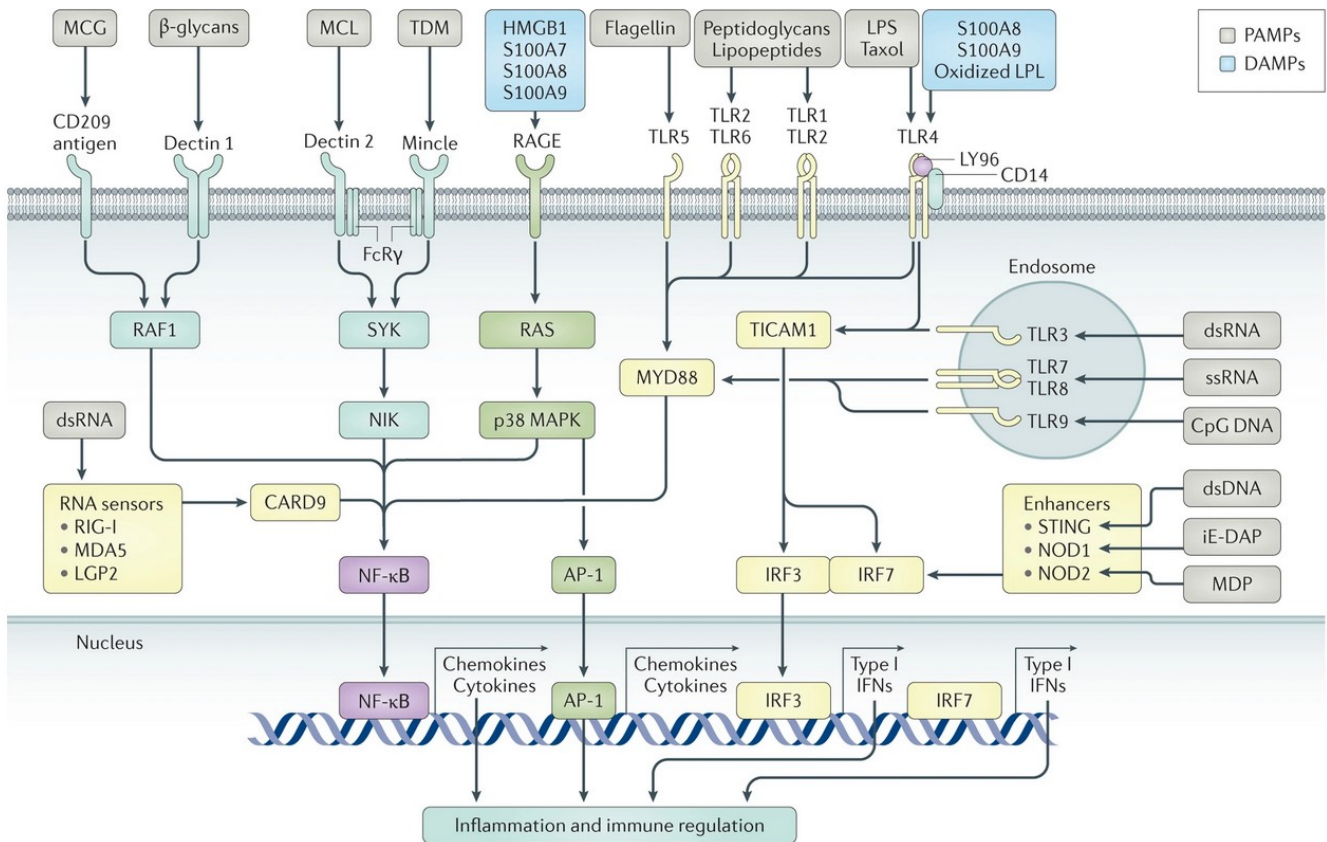 MCG
β-glycans
MCL
TDM
HMGB1
S100A7
S100A8
S100A9
Flagellin
Peptidoglycans
Lipopeptides
LPS
Taxol
S100A8
S100A9
Oxidized LPL
PAMPs
DAMPs
CD209
antigen
Dectin 1
Dectin 2
Mincle
RAGE
TLR5
TLR2
TLR6
TLR1
TLR2
TLR4
LY96
CD14
FcRγ
Endosome
RAF1
SYK
RAS
TICAM1
TLR3
dsRNA
MYD88
TLR7
TLR8
ssRNA
dsRNA
NIK
p38 MAPK
TLR9
CpG DNA
RNA sensors
• RIG-I
• MDA5
• LGP2
CARD9
Enhancers
• STING
• NOD1
• NOD2
dsDNA
iE-DAP
MDP
NF-κB
AP-1
IRF3
IRF7
Nucleus
Chemokines
Cytokines
Chemokines
Cytokines
Type I
IFNs
Type I
IFNs
NF-κB
AP-1
IRF3
IRF7
Inflammation and immune regulation